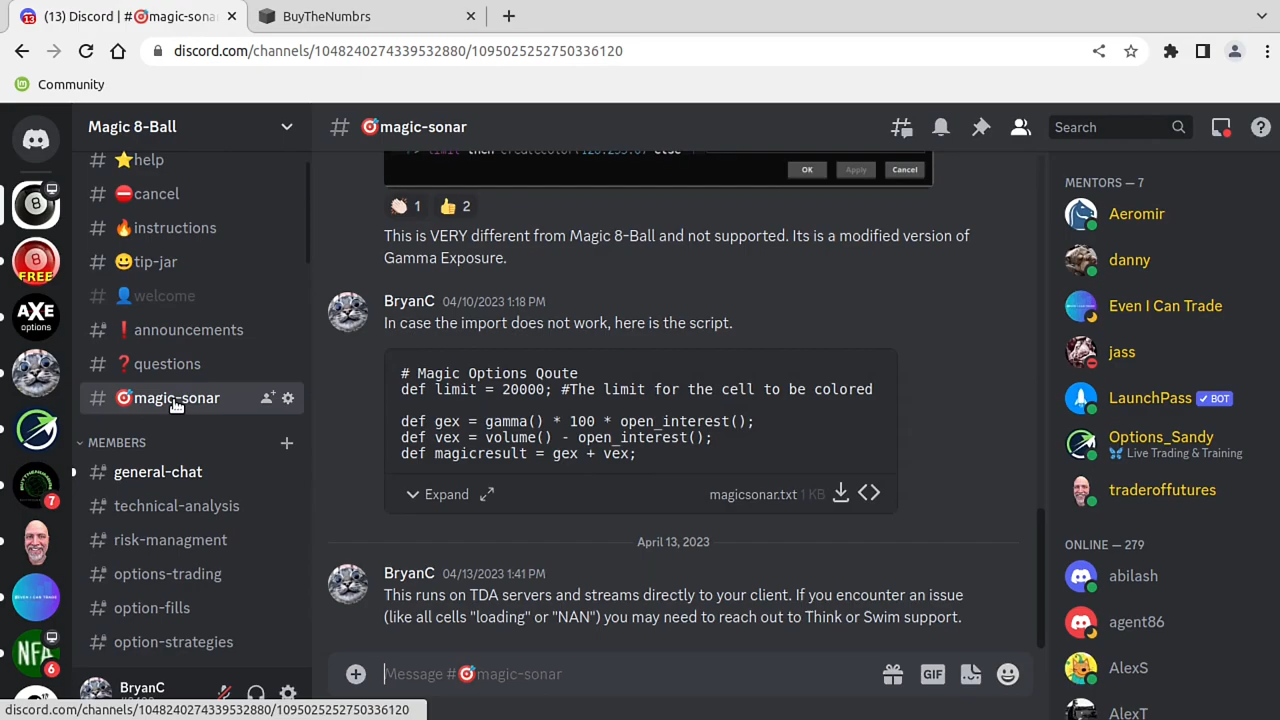 (13) Discord | #🎯magic-sona
BuyTheNumbrs
discord.com/channels/1048240274339532880/1095025252750336120
Community
Magic 8-Ball
#⭐help
#⛔cancel
#🔥instructions
#😀tip-jar
#👤welcome
#❗announcements
#❓questions
#🎯magic-sonar
MEMBERS
general-chat
technical-analysis
risk-managment
options-trading
option-fills
option-strategies
BryanC
discord.com/channels/1048240274339532880/1095025252750336120
8
8
FREE
AXE
options
7
NFA
6
# 🎯magic-sonar
Search
OK Apply Cancel
👏🏻 1 👍 2
This is VERY different from Magic 8-Ball and not supported. Its is a modified version of
Gamma Exposure.
BryanC 04/10/2023 1:18 PM
In case the import does not work, here is the script.
# Magic Options Qoute
def limit = 20000; #The limit for the cell to be colored
def gex = gamma() * 100 * open_interest();
def vex = volume() - open_interest();
def magicresult = gex + vex;
Expand magicsonar.txt 1 KB
April 13, 2023
BryanC 04/13/2023 1:41 PM
This runs on TDA servers and streams directly to your client. If you encounter an issue
(like all cells "loading" or "NAN") you may need to reach out to Think or Swim support.
Message #🎯magic-sonar
GIF
MENTORS — 7
Aeromir
danny
Even I Can Trade
jass
LaunchPass ✓ BOT
Options_Sandy
Live Trading & Training
traderoffutures
ONLINE — 279
abilash
agent86
AlexS
AlexT